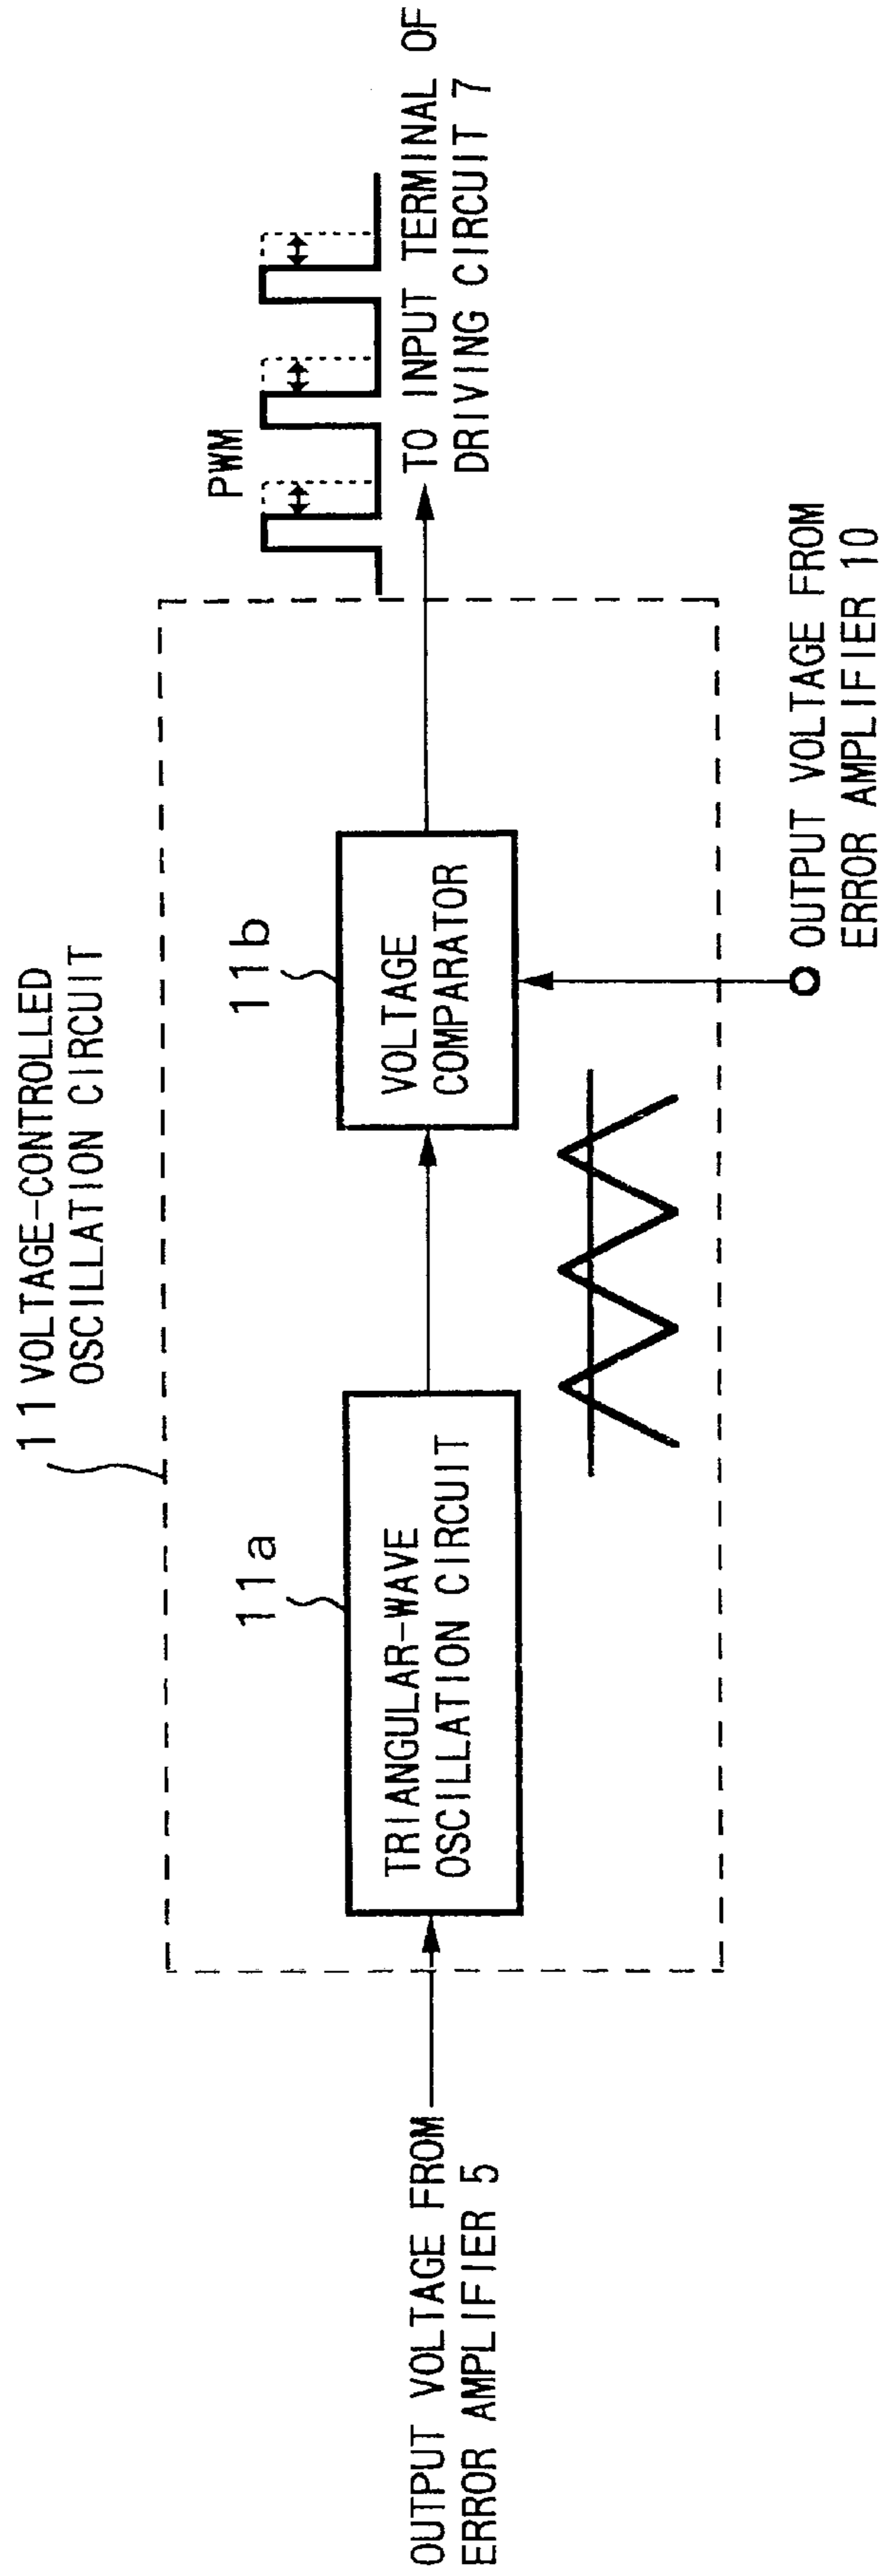 11 VOLTAGE-CONTROLLED
OSCILLATION CIRCUIT
PWM
11a
11b
OUTPUT VOLTAGE FROM
ERROR AMPLIFIER 5
TRIANGULAR-WAVE
OSCILLATION CIRCUIT
VOLTAGE
COMPARATOR
TO INPUT TERMINAL OF
DRIVING CIRCUIT 7
OUTPUT VOLTAGE FROM
ERROR AMPLIFIER 10